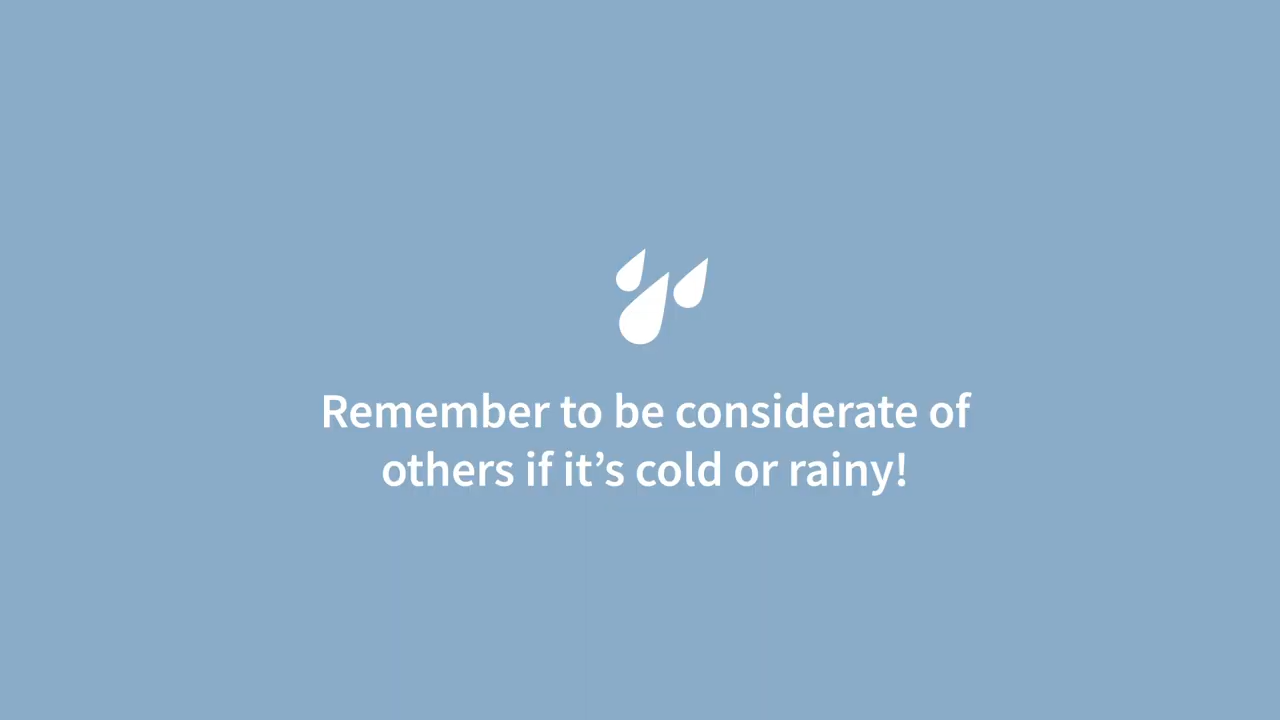 Remember to be considerate of
others if it’s cold or rainy!